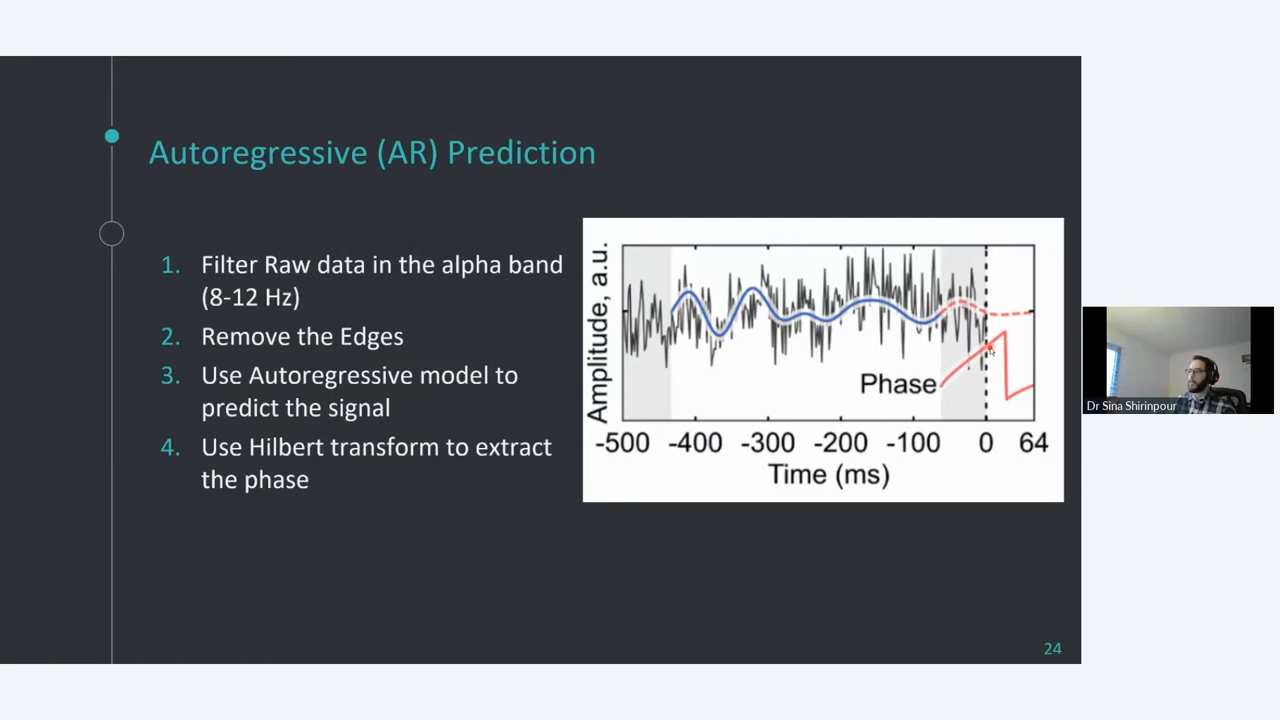 Autoregressive (AR) Prediction
1. Filter Raw data in the alpha band
(8-12 Hz)
2. Remove the Edges
3. Use Autoregressive model to
predict the signal
4. Use Hilbert transform to extract
the phase
Amplitude, a.u.
Phase
-500 -400 -300 -200 -100 0 64
Time (ms)
Dr Sina Shirinpour
24